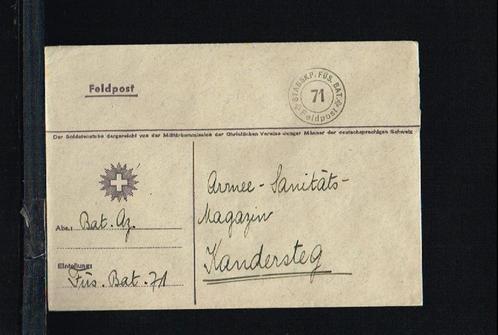 Feldpost
STABSKP. FÜS. BAT.
71
Feldpost
Der Soldatenstube dargereicht von der Militärkommission der Christlichen Vereine Junger Männer der deutschsprachigen Schweiz
Abs.: Bat. Az.
Einteilung:
Füs. Bat. 71
Armee-Sanitäts-
Magazin
Kandersteg